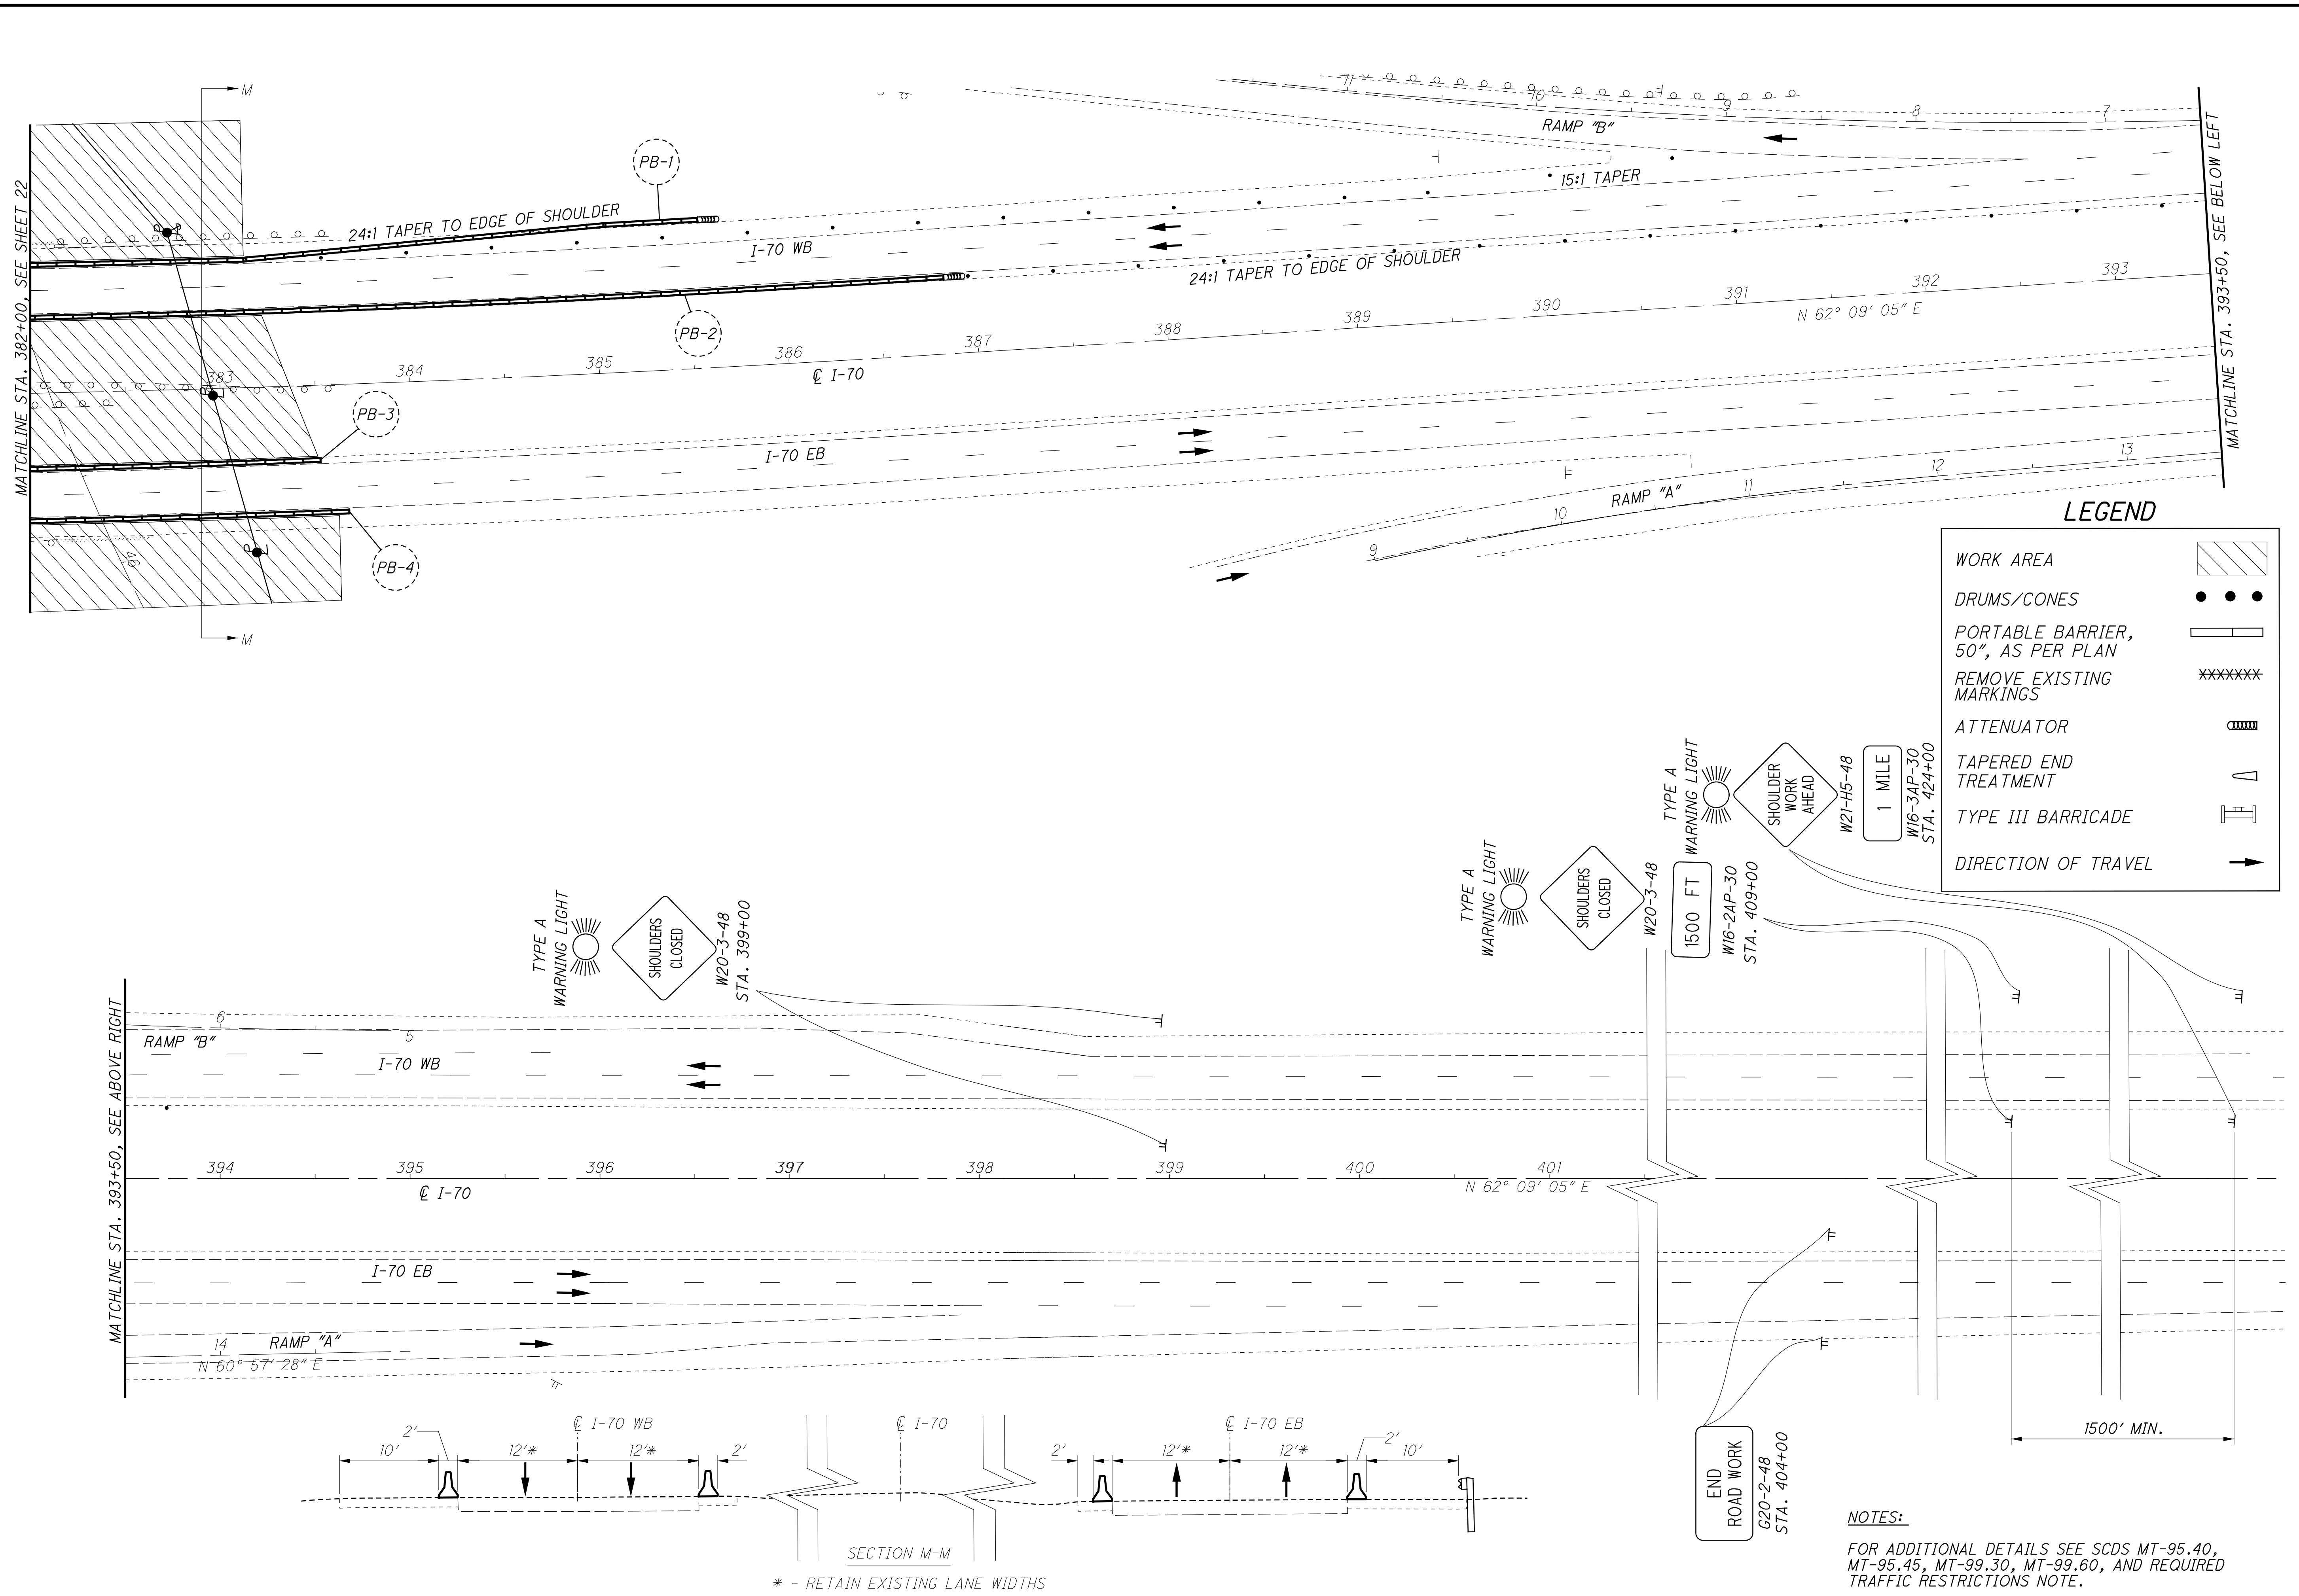 M
MATCHLINE STA. 382+00, SEE SHEET 22
PB-1
24:1 TAPER TO EDGE OF SHOULDER
I-70 WB
PB-2
11
10
9
8
7
RAMP "B"
15:1 TAPER
24:1 TAPER TO EDGE OF SHOULDER
383
384
385
386
387
388
389
390
391
392
393
N 62° 09' 05" E
℄ I-70
MATCHLINE STA. 393+50, SEE BELOW LEFT
PB-3
I-70 EB
PB-4
46
M
RAMP "A"
9
10
11
12
13
LEGEND
WORK AREA
DRUMS/CONES
PORTABLE BARRIER,
50", AS PER PLAN
REMOVE EXISTING
MARKINGS
XXXXXXX
ATTENUATOR
TAPERED END
TREATMENT
TYPE III BARRICADE
DIRECTION OF TRAVEL
TYPE A
WARNING LIGHT
SHOULDER
WORK
AHEAD
W21-H5-48
1 MILE
W16-3AP-30
STA. 424+00
TYPE A
WARNING LIGHT
SHOULDERS
CLOSED
W20-3-48
1500 FT
W16-2AP-30
STA. 409+00
TYPE A
WARNING LIGHT
SHOULDERS
CLOSED
W20-3-48
STA. 399+00
MATCHLINE STA. 393+50, SEE ABOVE RIGHT
6
5
RAMP "B"
I-70 WB
394
395
396
397
398
399
400
401
℄ I-70
N 62° 09' 05" E
I-70 EB
14
RAMP "A"
N 60° 57' 28" E
1500' MIN.
END
ROAD WORK
G20-2-48
STA. 404+00
℄ I-70 WB
℄ I-70
℄ I-70 EB
10'
2'
12'*
12'*
2'
2'
12'*
12'*
2'
10'
SECTION M-M
* - RETAIN EXISTING LANE WIDTHS
NOTES:
FOR ADDITIONAL DETAILS SEE SCDS MT-95.40,
MT-95.45, MT-99.30, MT-99.60, AND REQUIRED
TRAFFIC RESTRICTIONS NOTE.